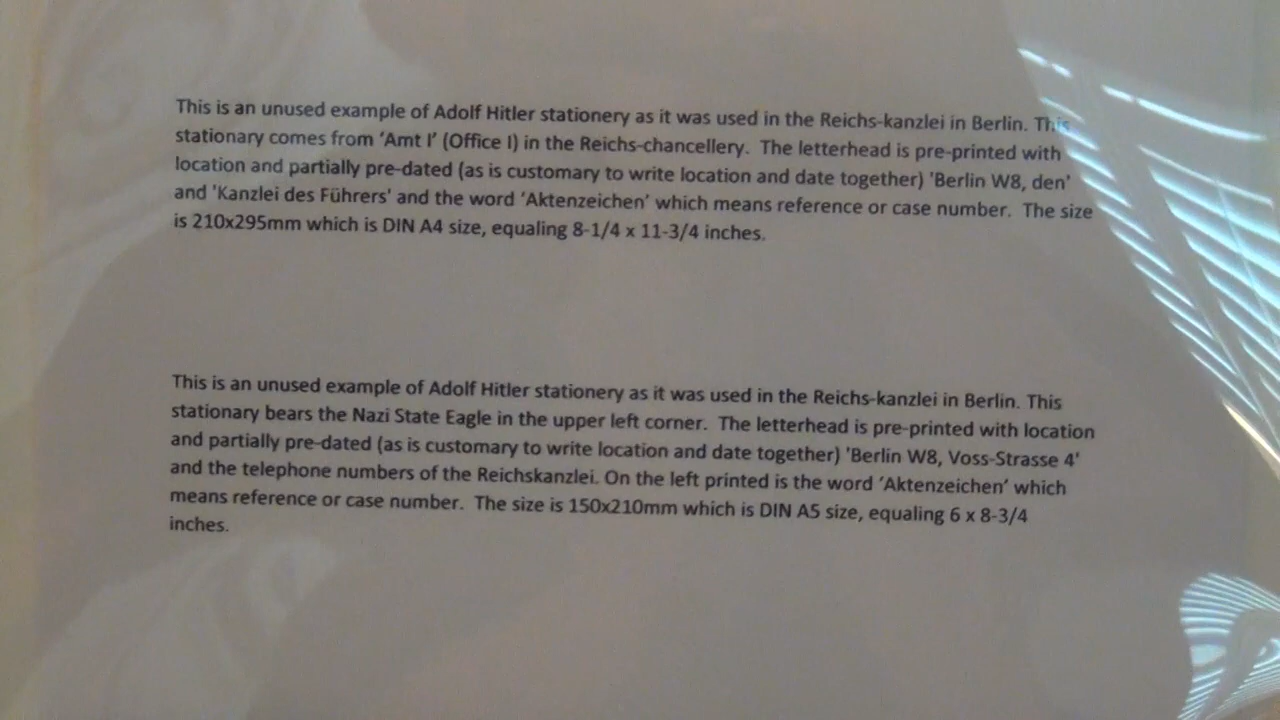 This is an unused example of Adolf Hitler stationery as it was used in the Reichs-kanzlei in Berlin. This
stationary comes from ‘Amt I’ (Office I) in the Reichs-chancellery.  The letterhead is pre-printed with
location and partially pre-dated (as is customary to write location and date together) 'Berlin W8, den'
and 'Kanzlei des Führers' and the word ‘Aktenzeichen’ which means reference or case number.  The size
is 210x295mm which is DIN A4 size, equaling 8-1/4 x 11-3/4 inches.
This is an unused example of Adolf Hitler stationery as it was used in the Reichs-kanzlei in Berlin. This
stationary bears the Nazi State Eagle in the upper left corner.  The letterhead is pre-printed with location
and partially pre-dated (as is customary to write location and date together) 'Berlin W8, Voss-Strasse 4'
and the telephone numbers of the Reichskanzlei. On the left printed is the word ‘Aktenzeichen’ which
means reference or case number.  The size is 150x210mm which is DIN A5 size, equaling 6 x 8-3/4
inches.